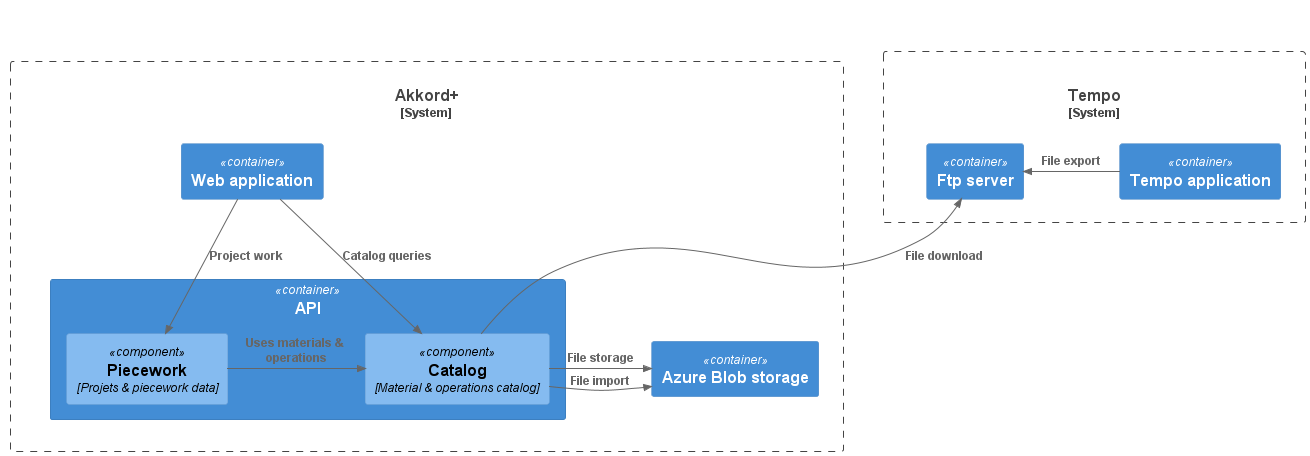 Akkord+
[System]
«container»
Web application
Project work
Catalog queries
«container»
API
«component»
Piecework
[Projets & piecework data]
Uses materials &
operations
«component»
Catalog
[Material & operations catalog]
File storage
File import
«container»
Azure Blob storage
Tempo
[System]
«container»
Ftp server
File export
«container»
Tempo application
File download